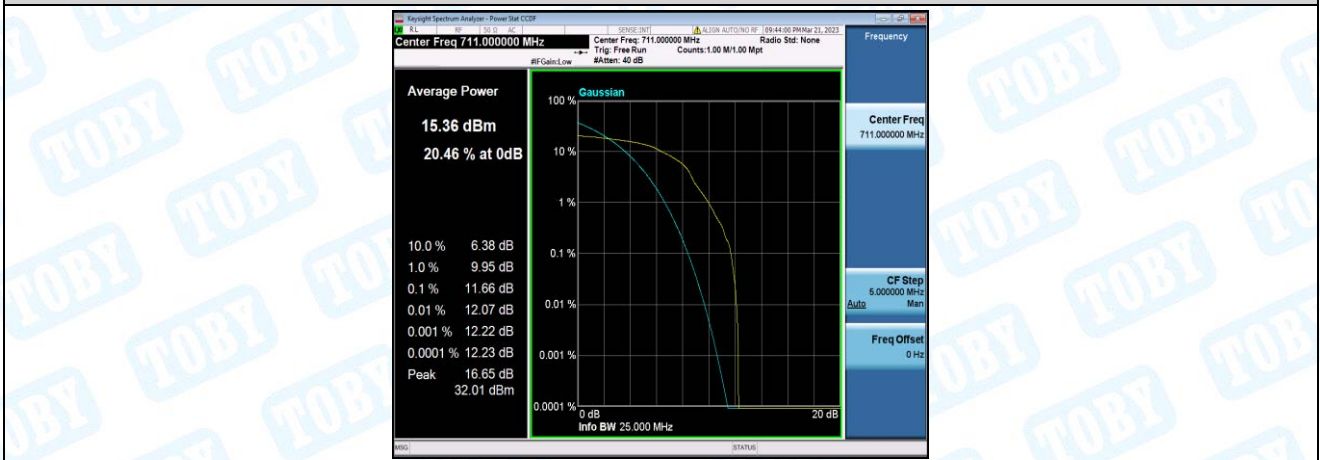 Keysight Spectrum Analyzer - Power Stat CCDF
RL RF 50 Ω AC SENSE:INT ALIGN AUTO/NO RF 09:44:00 PM Mar 21, 2023
Center Freq 711.000000 MHz
Center Freq: 711.000000 MHz Radio Std: None
Trig: Free Run Counts:1.00 M/1.00 Mpt
#IFGain:Low #Atten: 40 dB
Frequency
Average Power
15.36 dBm
20.46 % at 0dB
10.0 % 6.38 dB
1.0 % 9.95 dB
0.1 % 11.66 dB
0.01 % 12.07 dB
0.001 % 12.22 dB
0.0001 % 12.23 dB
Peak 16.65 dB
32.01 dBm
Gaussian
100 %
10 %
1 %
0.1 %
0.01 %
0.001 %
0.0001 %
0 dB 20 dB
Info BW 25.000 MHz
Center Freq
711.000000 MHz
CF Step
5.000000 MHz
Auto Man
Freq Offset
0 Hz
MSG STATUS
TOBY